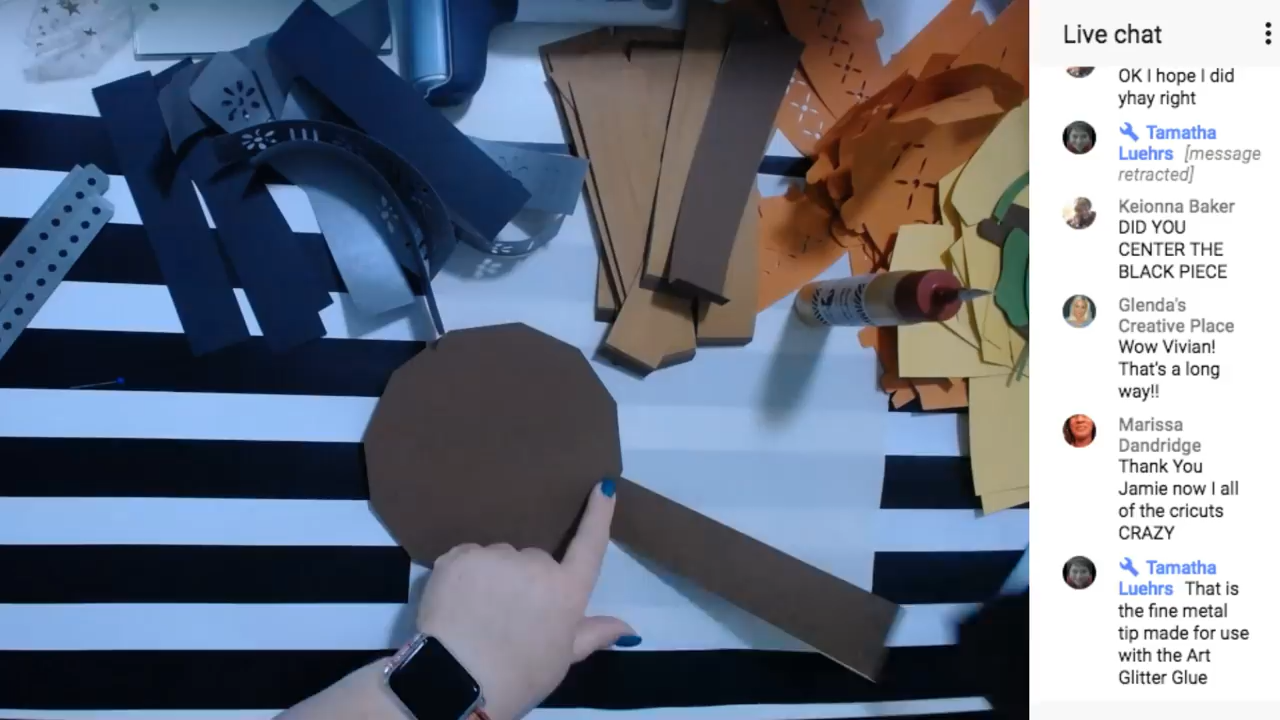 Live chat
OK I hope I did
yhay right
Tamatha
Luehrs [message
retracted]
Keionna Baker
DID YOU
CENTER THE
BLACK PIECE
Glenda's
Creative Place
Wow Vivian!
That's a long
way!!
Marissa
Dandridge
Thank You
Jamie now I all
of the cricuts
CRAZY
Tamatha
Luehrs That is
the fine metal
tip made for use
with the Art
Glitter Glue